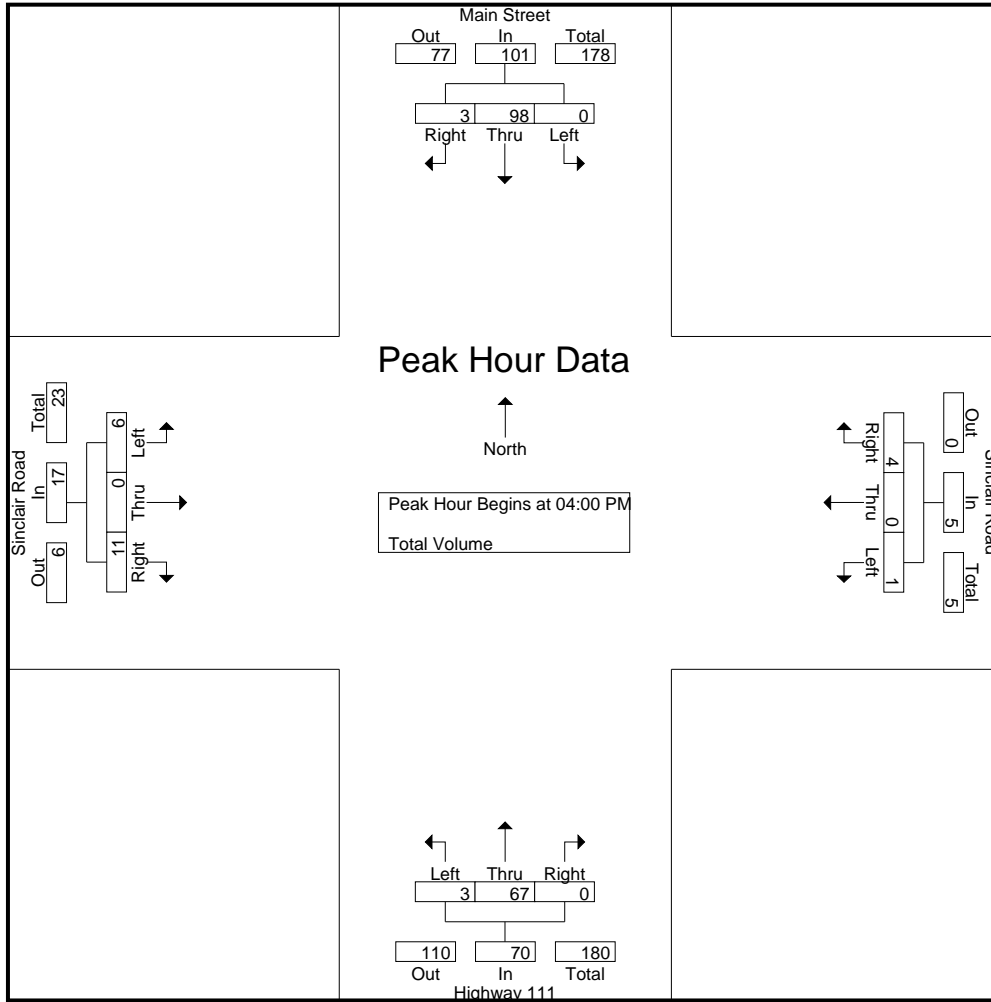 Main Street
Out In Total
77 101 178
3 98 0
Right Thru Left
Peak Hour Data
North
Peak Hour Begins at 04:00 PM
Total Volume
Sinclair Road
Out In Total
6 17 23
Right Thru Left
11 0 6
Sinclair Road
Out In Total
0 5 5
Right Thru Left
4 0 1
Left Thru Right
3 67 0
110 70 180
Out In Total
Highway 111